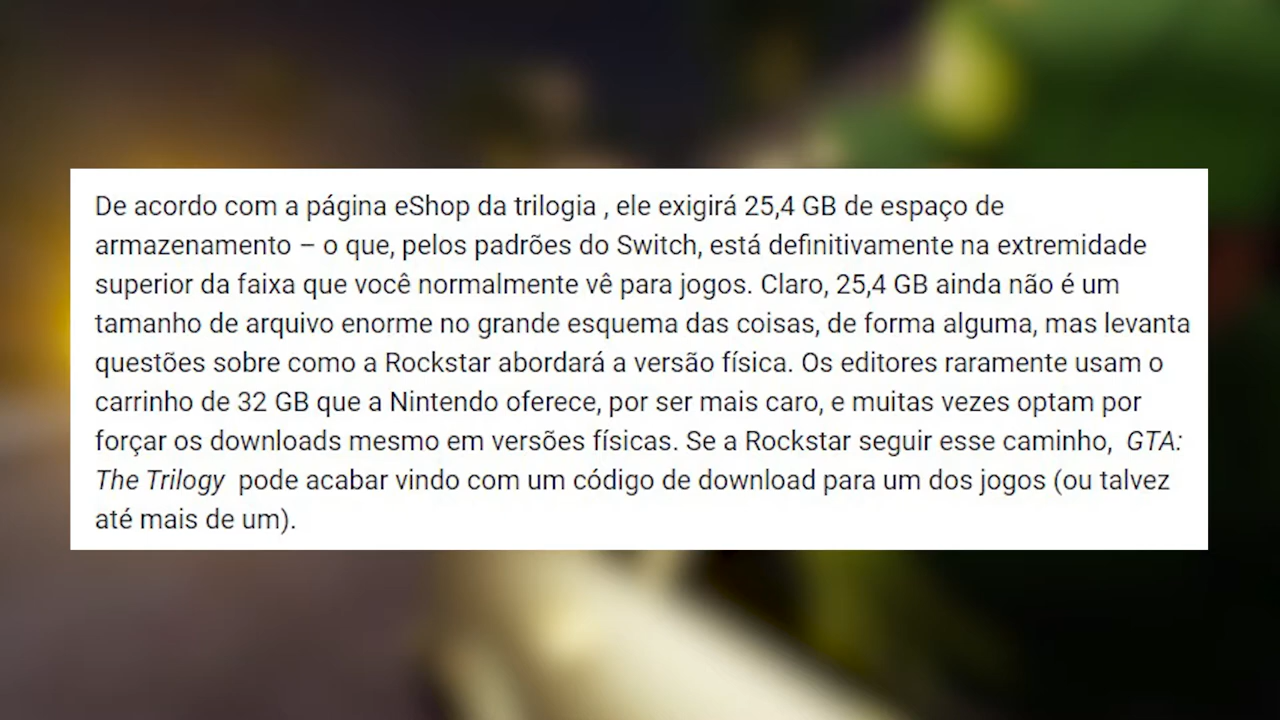 De acordo com a página eShop da trilogia , ele exigirá 25,4 GB de espaço de
armazenamento – o que, pelos padrões do Switch, está definitivamente na extremidade
superior da faixa que você normalmente vê para jogos. Claro, 25,4 GB ainda não é um
tamanho de arquivo enorme no grande esquema das coisas, de forma alguma, mas levanta
questões sobre como a Rockstar abordará a versão física. Os editores raramente usam o
carrinho de 32 GB que a Nintendo oferece, por ser mais caro, e muitas vezes optam por
forçar os downloads mesmo em versões físicas. Se a Rockstar seguir esse caminho, GTA:
The Trilogy pode acabar vindo com um código de download para um dos jogos (ou talvez
até mais de um).